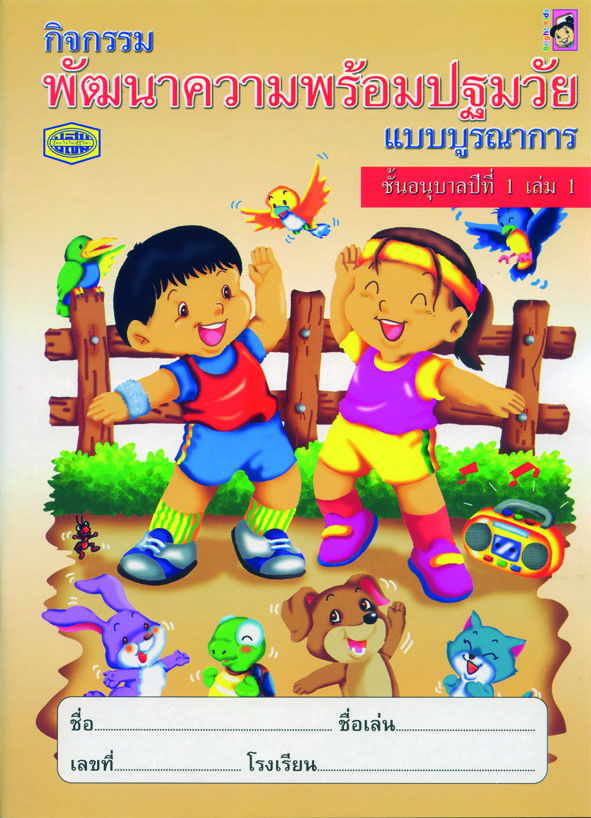 กิจกรรม
พัฒนาความพร้อมปฐมวัย
แบบบูรณาการ
ชั้นอนุบาลปีที่ 1 เล่ม 1
Bright Kids
ชื่อ............................ ชื่อเล่น............................
เลขที่............................ โรงเรียน............................